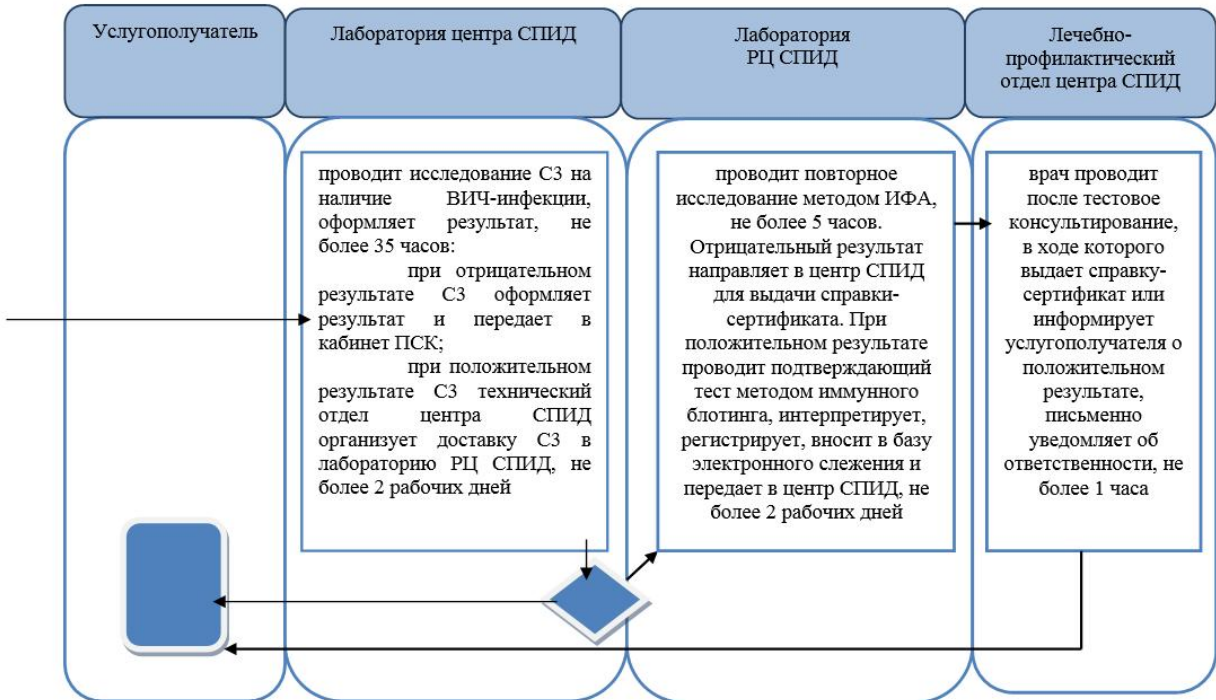 Услугополучатель
Лаборатория центра СПИД
Лаборатория
РЦ СПИД
Лечебно-
профилактический
отдел центра СПИД
проводит исследование СЗ на
наличие ВИЧ-инфекции,
оформляет результат, не
более 35 часов:
при отрицательном
результате СЗ оформляет
результат и передает в
кабинет ПСК;
при положительном
результате СЗ технический
отдел центра СПИД
организует доставку СЗ в
лабораторию РЦ СПИД, не
более 2 рабочих дней
проводит повторное
исследование методом ИФА,
не более 5 часов.
Отрицательный результат
направляет в центр СПИД
для выдачи справки-
сертификата. При
положительном результате
проводит подтверждающий
тест методом иммунного
блотинга, интерпретирует,
регистрирует, вносит в базу
электронного слежения и
передает в центр СПИД, не
более 2 рабочих дней
врач проводит
после тестовое
консультирование,
в ходе которого
выдает справку-
сертификат или
информирует
услугополучателя о
положительном
результате,
письменно
уведомляет об
ответственности, не
более 1 часа